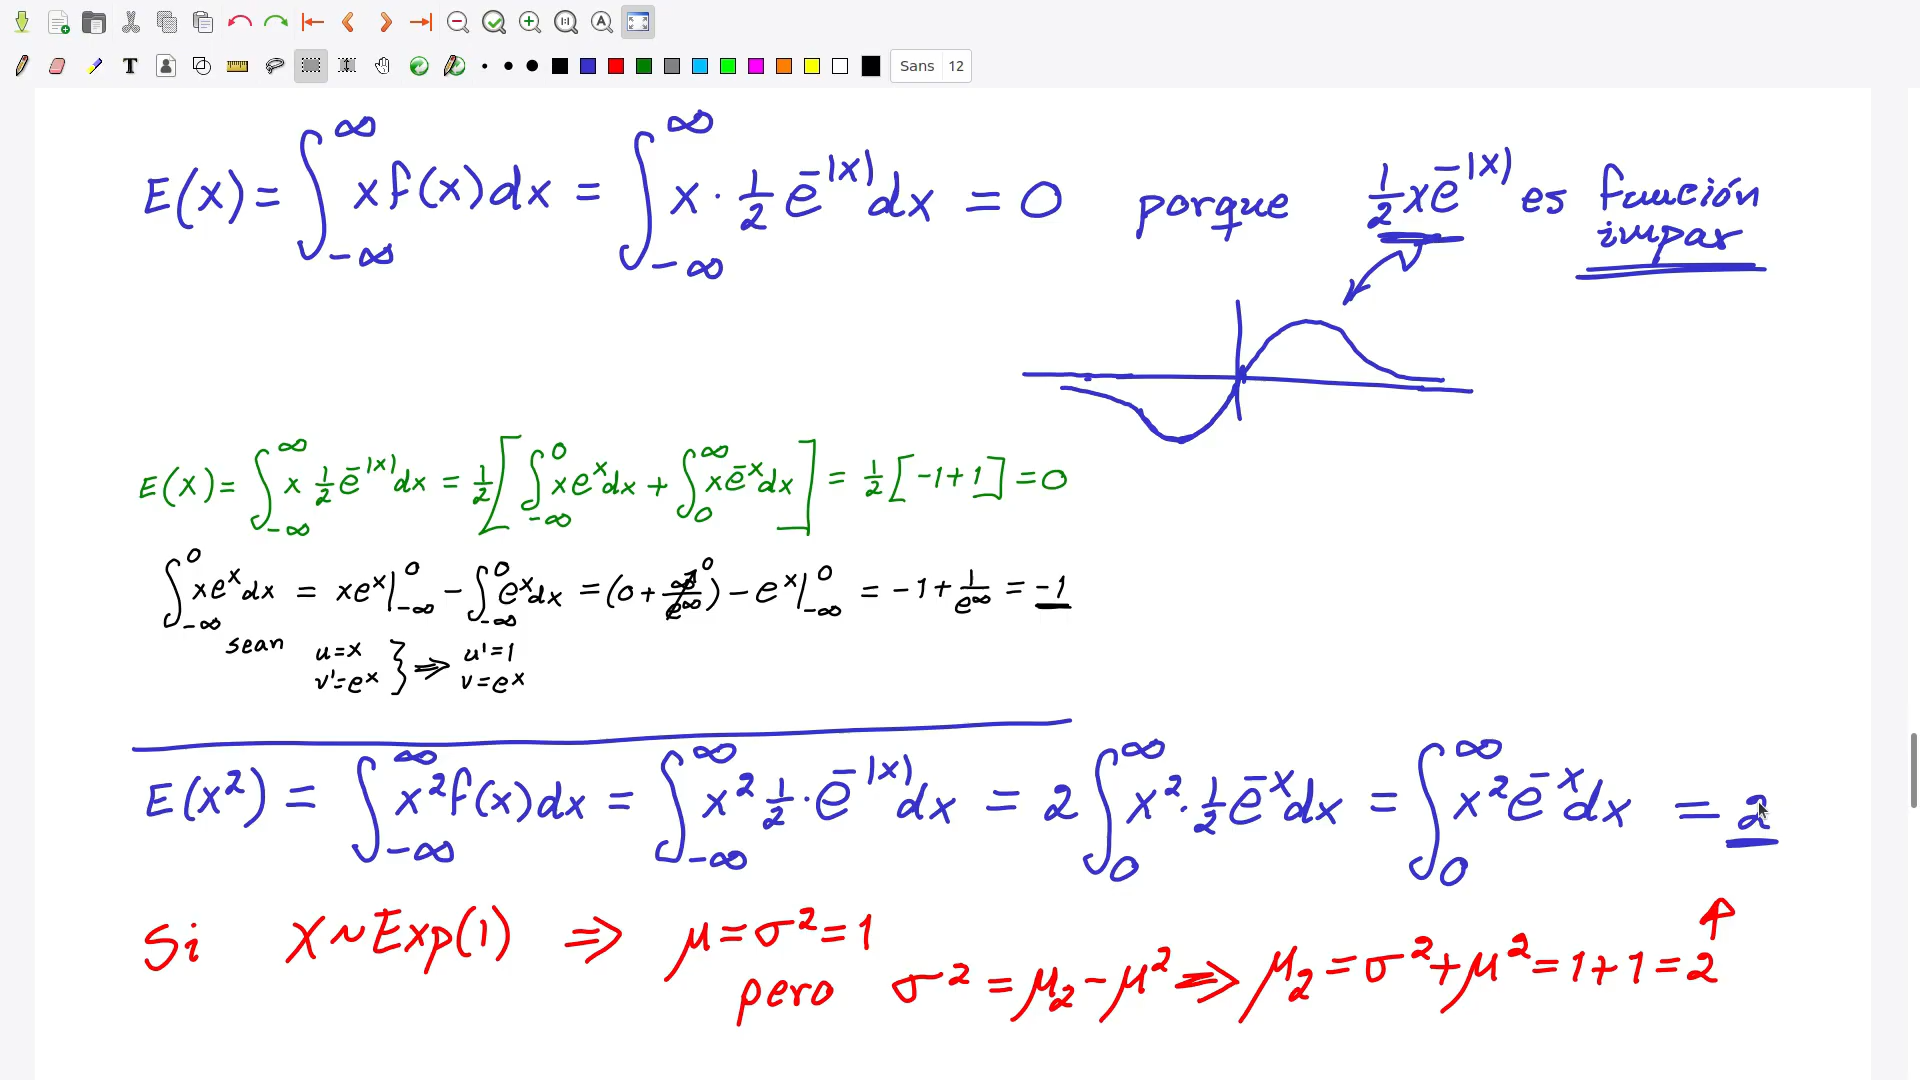 Sans 12
E(X) = ∫_{-∞}^{∞} x f(x) dx = ∫_{-∞}^{∞} x · 1/2 e^{-|x|} dx = 0 porque 1/2 x e^{-|x|} es función
impar
E(X) = ∫_{-∞}^{∞} x 1/2 e^{-|x|} dx = 1/2 [ ∫_{-∞}^{0} x e^x dx + ∫_{0}^{∞} x e^{-x} dx ] = 1/2 [-1+1] = 0
∫_{-∞}^{0} x e^x dx = x e^x |_{-∞}^{0} - ∫_{-∞}^{0} e^x dx = (0 + ∞/e^∞ 0) - e^x |_{-∞}^{0} = -1 + 1/e^∞ = -1
sean u = x } ⇒ u' = 1
v' = e^x v = e^x
E(X²) = ∫_{-∞}^{∞} x² f(x) dx = ∫_{-∞}^{∞} x² 1/2 · e^{-|x|} dx = 2 ∫_{0}^{∞} x² · 1/2 e^{-x} dx = ∫_{0}^{∞} x² e^{-x} dx = 2
Si X ~ Exp(1) ⇒ μ = σ² = 1
pero σ² = μ₂ - μ² ⇒ μ₂ = σ² + μ² = 1 + 1 = 2